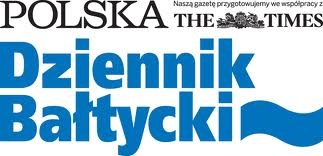 POLSKA
Naszą gazetę przygotowujemy we współpracy z
THE TIMES
Dziennik
Bałtycki